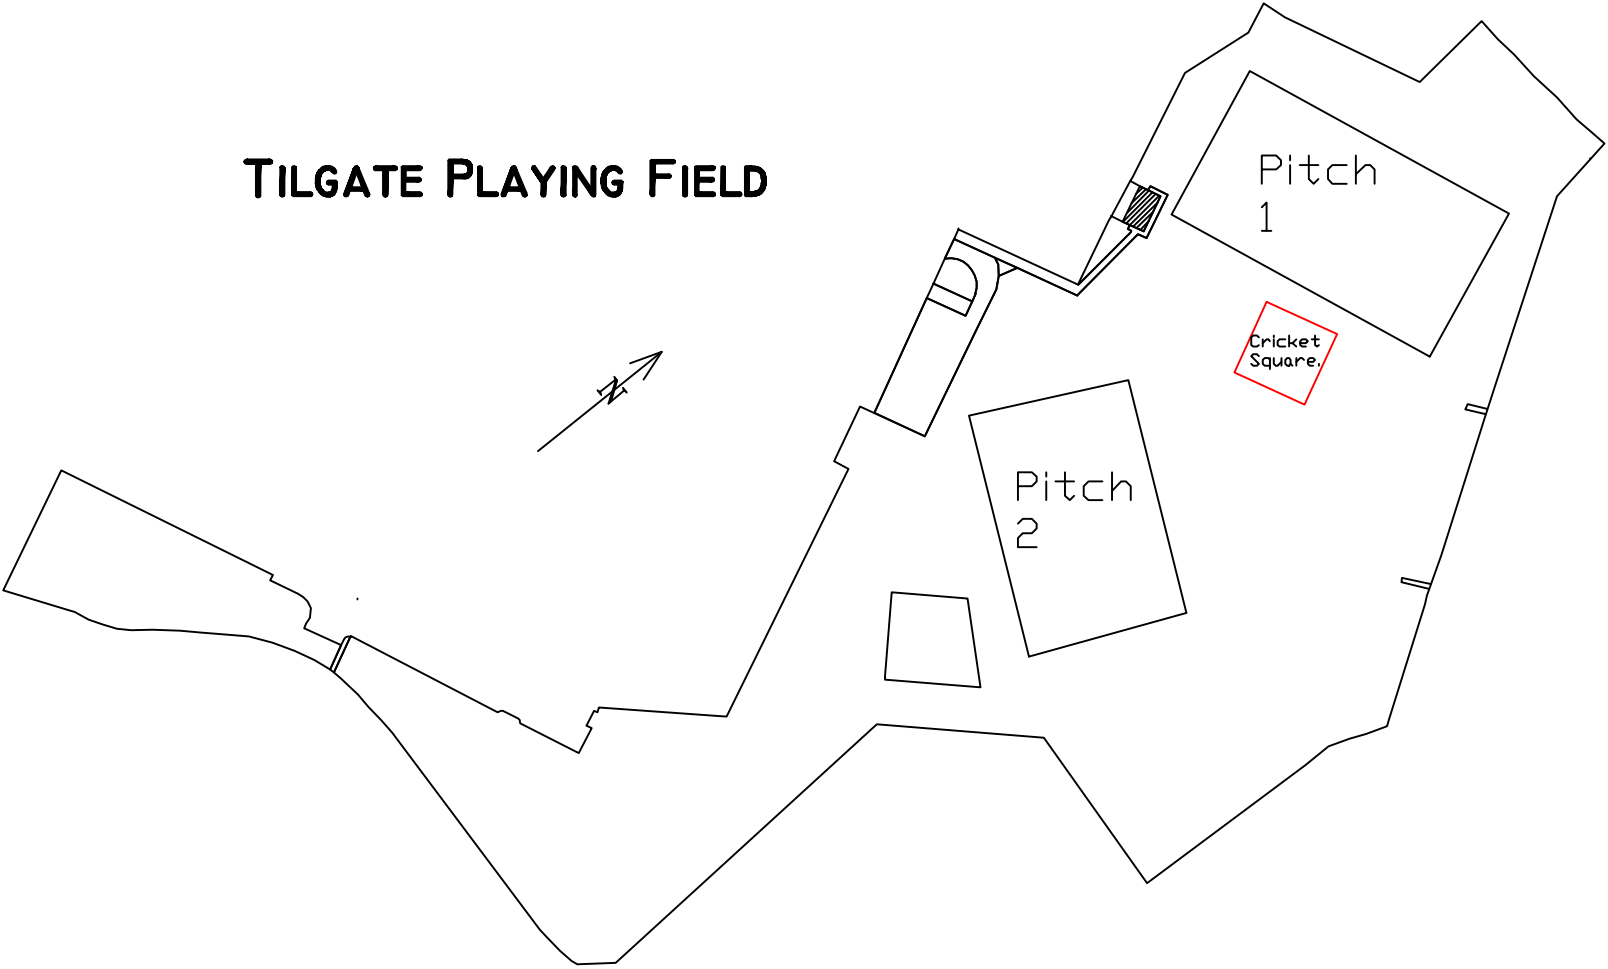 TILGATE PLAYING FIELD
Pitch
1
Cricket
Square.
N
Pitch
2